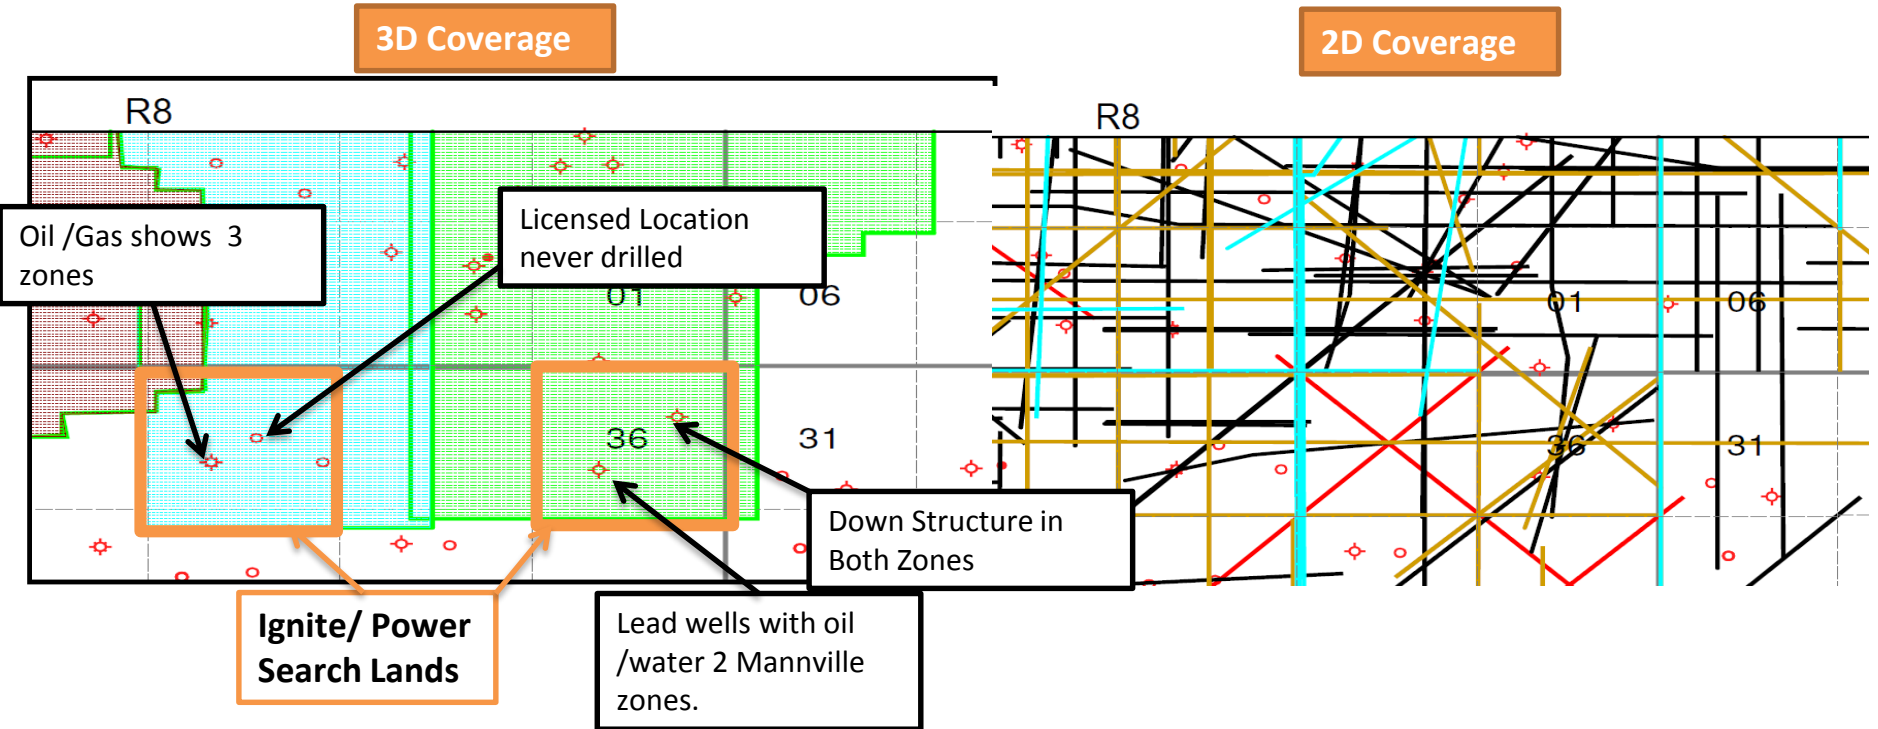 3D Coverage
2D Coverage
R8
R8
Oil /Gas shows  3
zones
Licensed Location
never drilled
01
06
01
06
36
31
36
31
Down Structure in
Both Zones
Ignite/ Power
Search Lands
Lead wells with oil
/water 2 Mannville
zones.